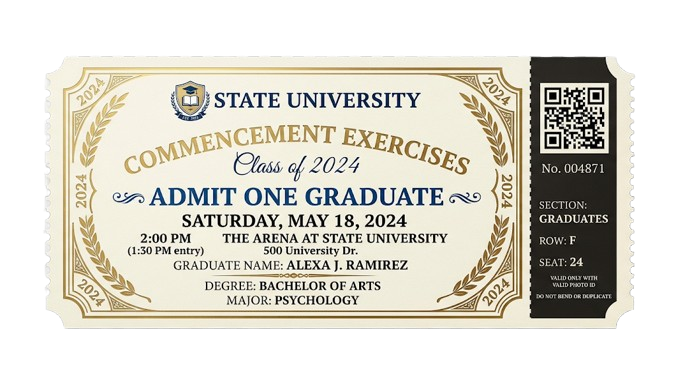 STATE UNIVERSITY
COMMENCEMENT EXERCISES
Class of 2024
ADMIT ONE GRADUATE
SATURDAY, MAY 18, 2024
2:00 PM THE ARENA AT STATE UNIVERSITY
(1:30 PM entry) 500 University Dr.
GRADUATE NAME: ALEXA J. RAMIREZ
DEGREE: BACHELOR OF ARTS
MAJOR: PSYCHOLOGY
2024
2024
2024
2024
2024
2024
No. 004871
SECTION:
GRADUATES
ROW: F
SEAT: 24
VALID ONLY WITH
VALID PHOTO ID
DO NOT BEND OR DUPLICATE